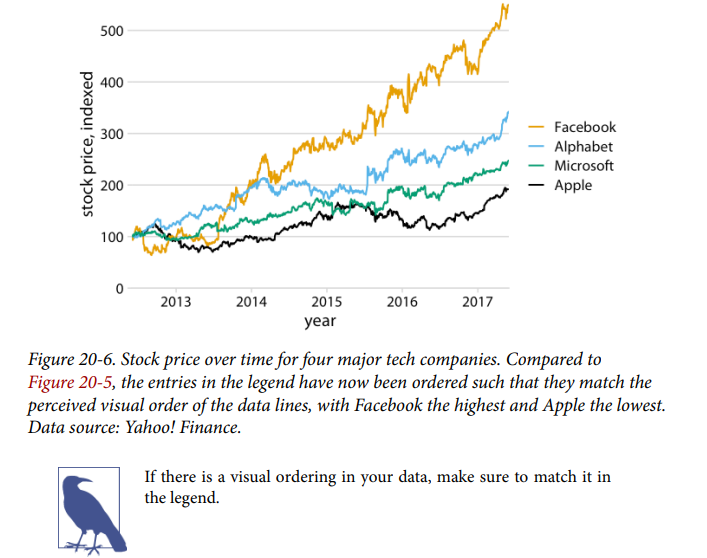 500
400
300
200
100
0
stock price, indexed
2013 2014 2015 2016 2017
year
Facebook
Alphabet
Microsoft
Apple
Figure 20-6. Stock price over time for four major tech companies. Compared to
Figure 20-5, the entries in the legend have now been ordered such that they match the
perceived visual order of the data lines, with Facebook the highest and Apple the lowest.
Data source: Yahoo! Finance.
If there is a visual ordering in your data, make sure to match it in
the legend.